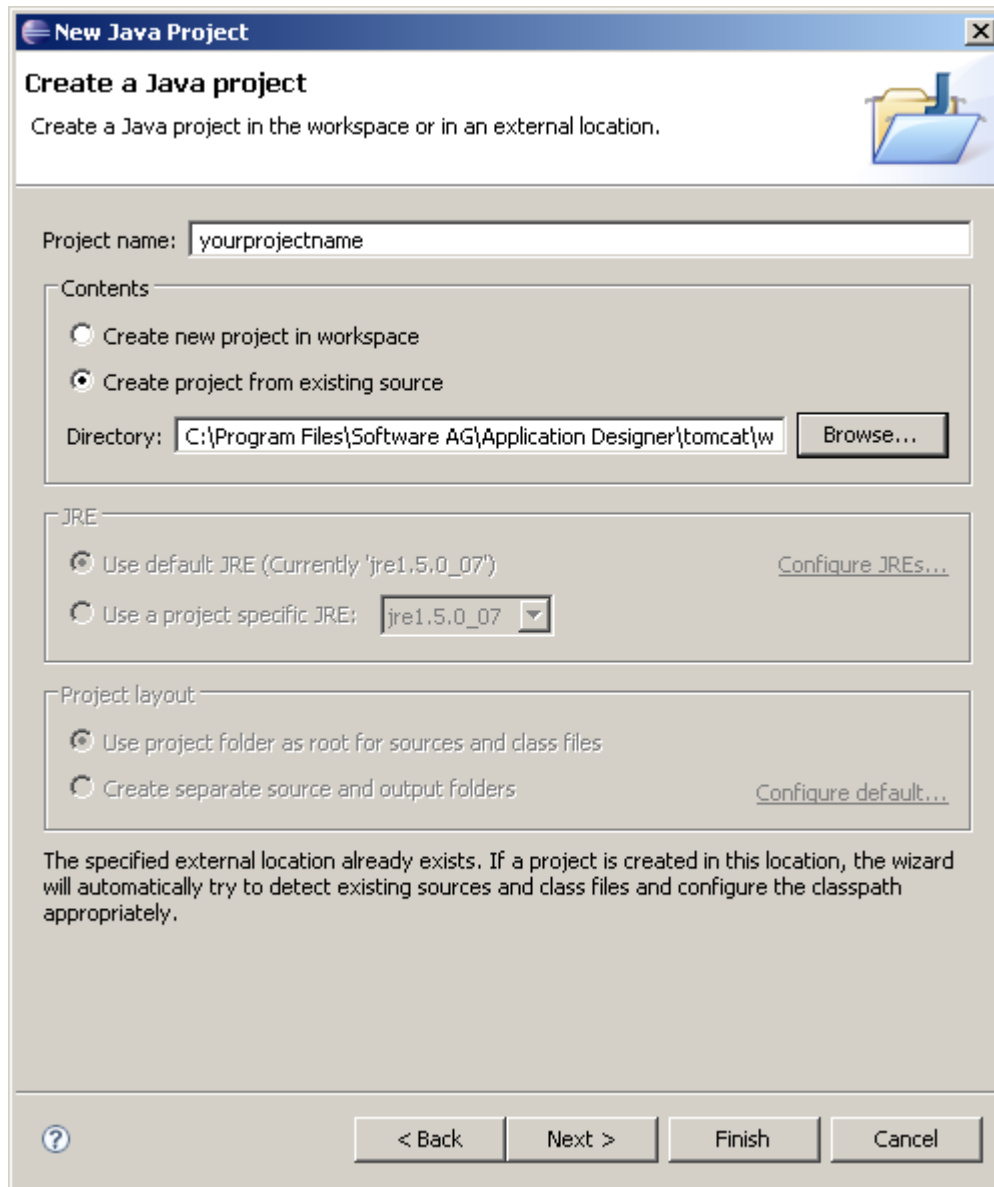 New Java Project
Create a Java project
Create a Java project in the workspace or in an external location.
Project name: yourprojectname
Contents
Create new project in workspace
Create project from existing source
Directory: C:\Program Files\Software AG\Application Designer\tomcat\w Browse...
JRE
Use default JRE (Currently 'jre1.5.0_07') Configure JREs...
Use a project specific JRE: jre1.5.0_07
Project layout
Use project folder as root for sources and class files
Create separate source and output folders Configure default...
The specified external location already exists. If a project is created in this location, the wizard
will automatically try to detect existing sources and class files and configure the classpath
appropriately.
? < Back Next > Finish Cancel